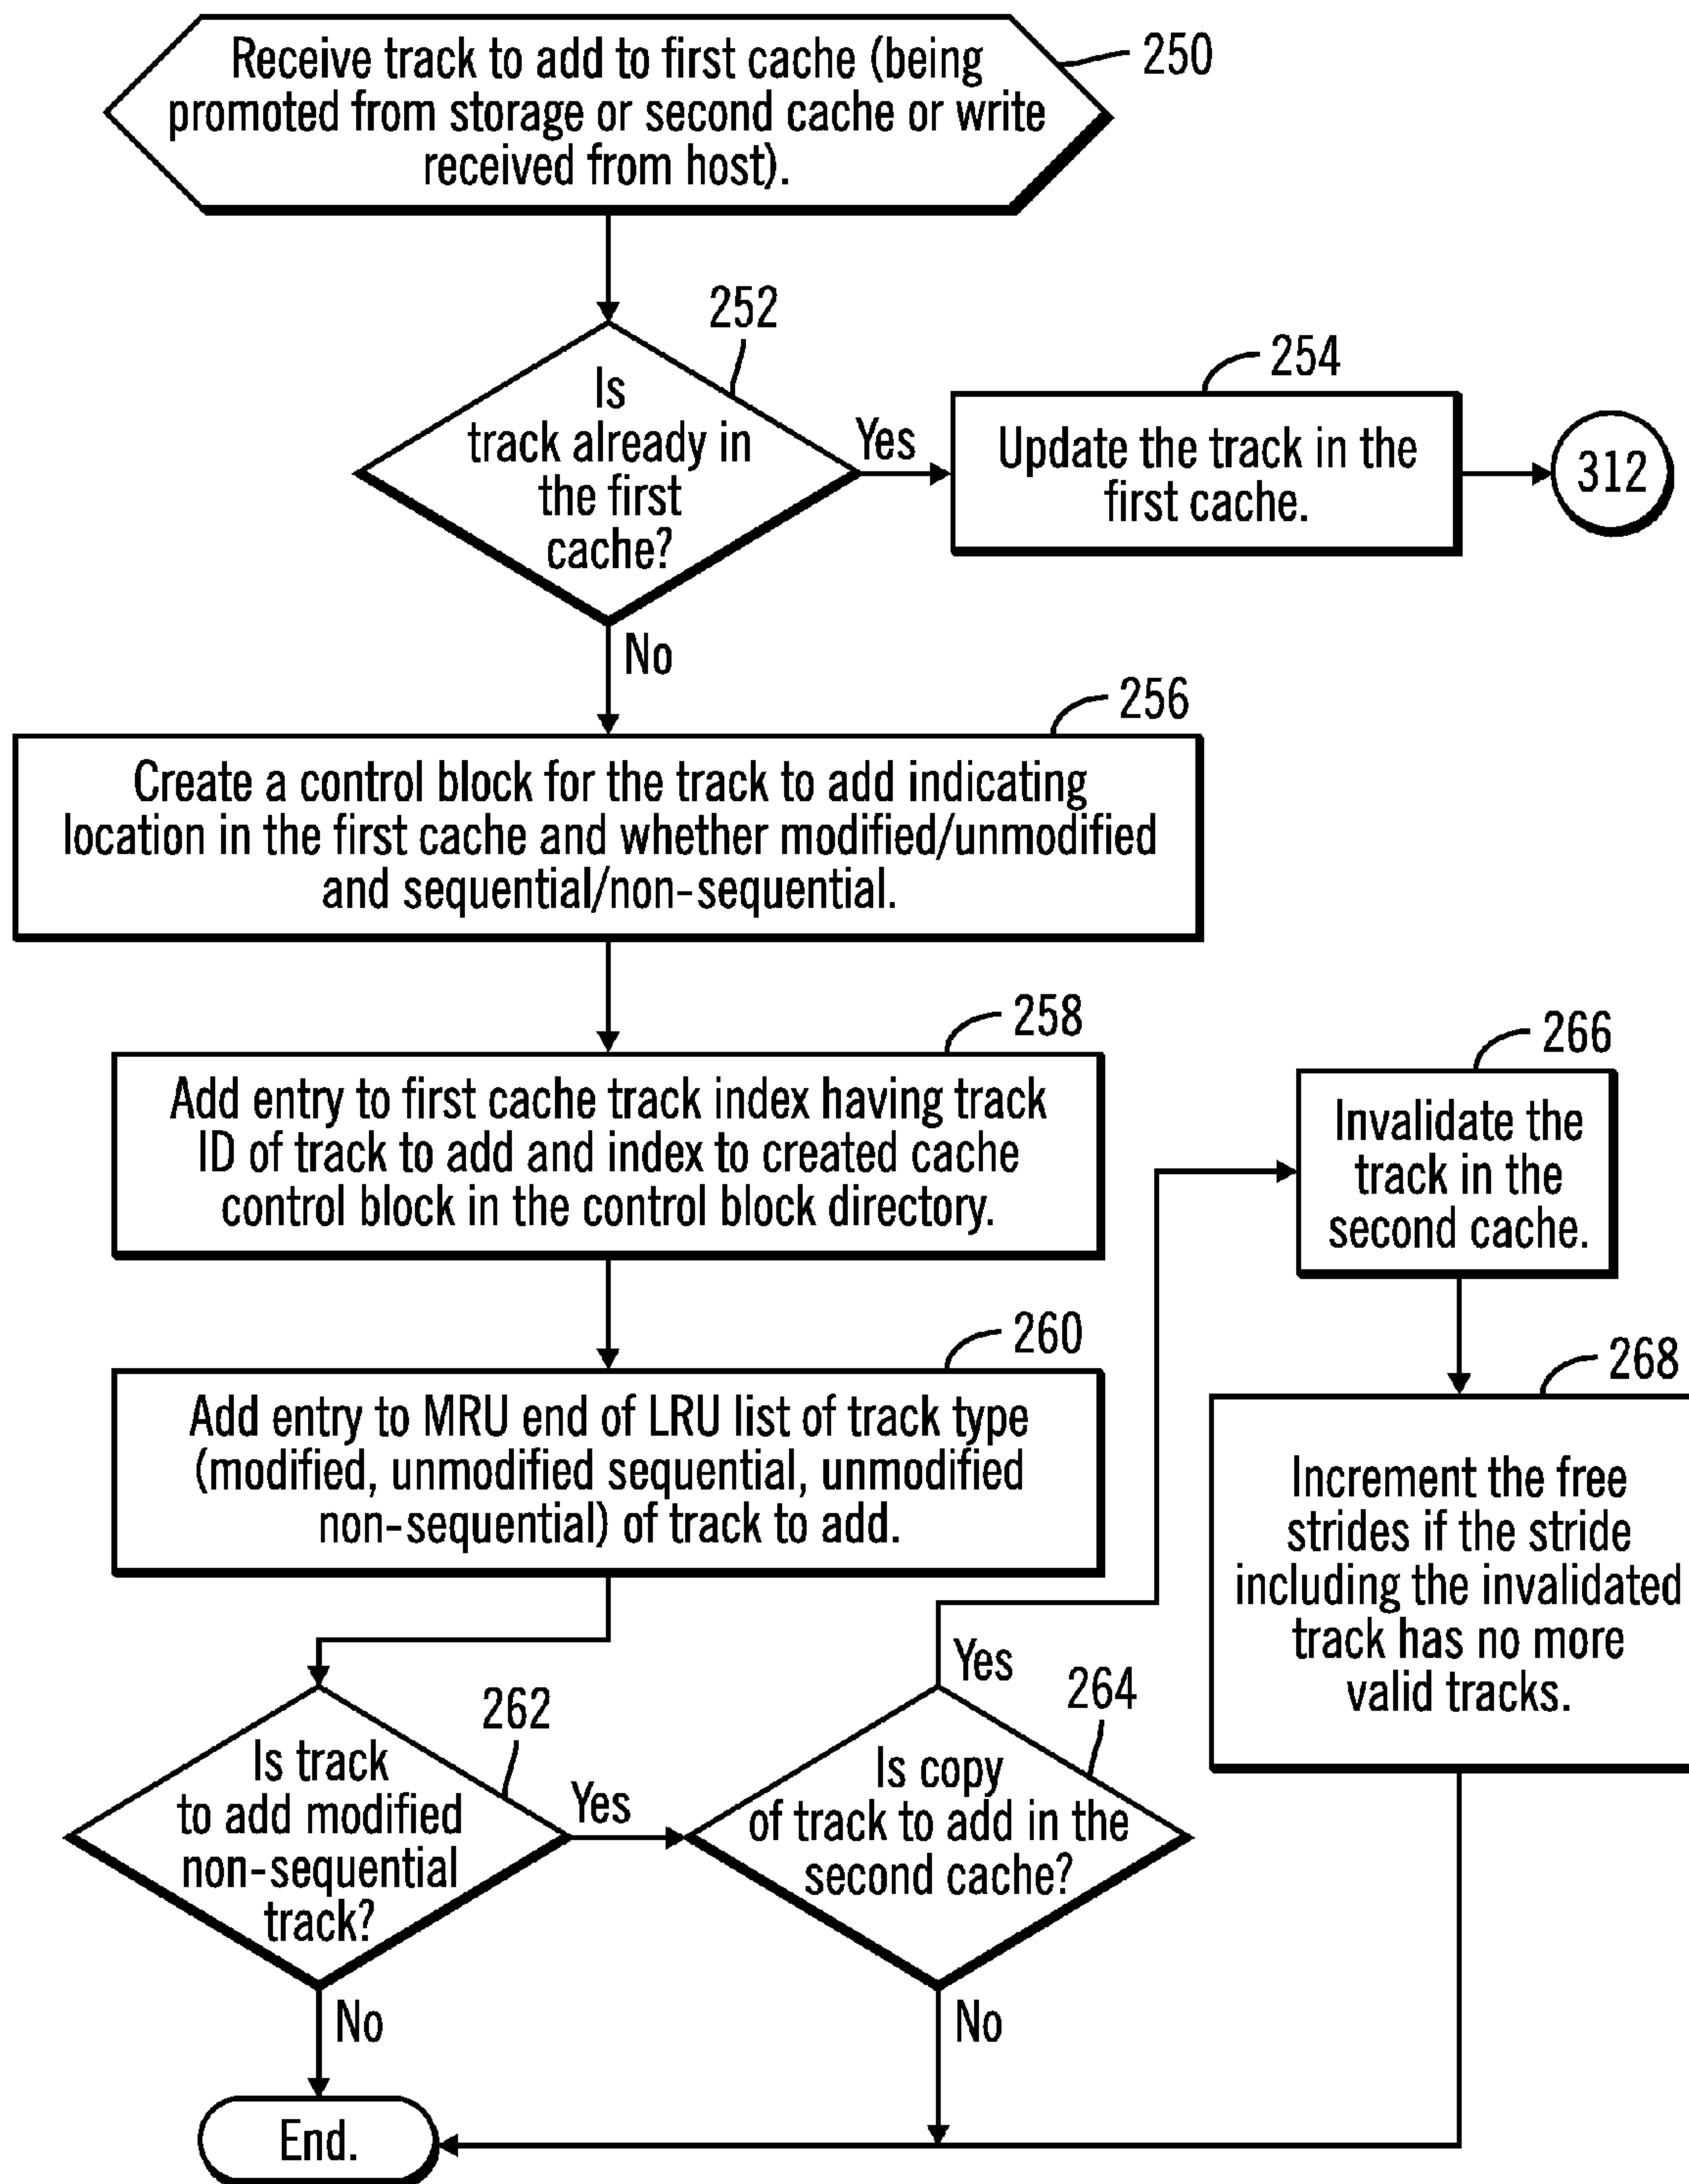 Receive track to add to first cache (being
promoted from storage or second cache or write
received from host).
250
252
Is
track already in
the first
cache?
Yes
254
Update the track in the
first cache.
312
No
256
Create a control block for the track to add indicating
location in the first cache and whether modified/unmodified
and sequential/non-sequential.
258
Add entry to first cache track index having track
ID of track to add and index to created cache
control block in the control block directory.
260
Add entry to MRU end of LRU list of track type
(modified, unmodified sequential, unmodified
non-sequential) of track to add.
262
Is track
to add modified
non-sequential
track?
Yes
No
264
Is copy
of track to add in the
second cache?
Yes
No
266
Invalidate the
track in the
second cache.
268
Increment the free
strides if the stride
including the invalidated
track has no more
valid tracks.
End.